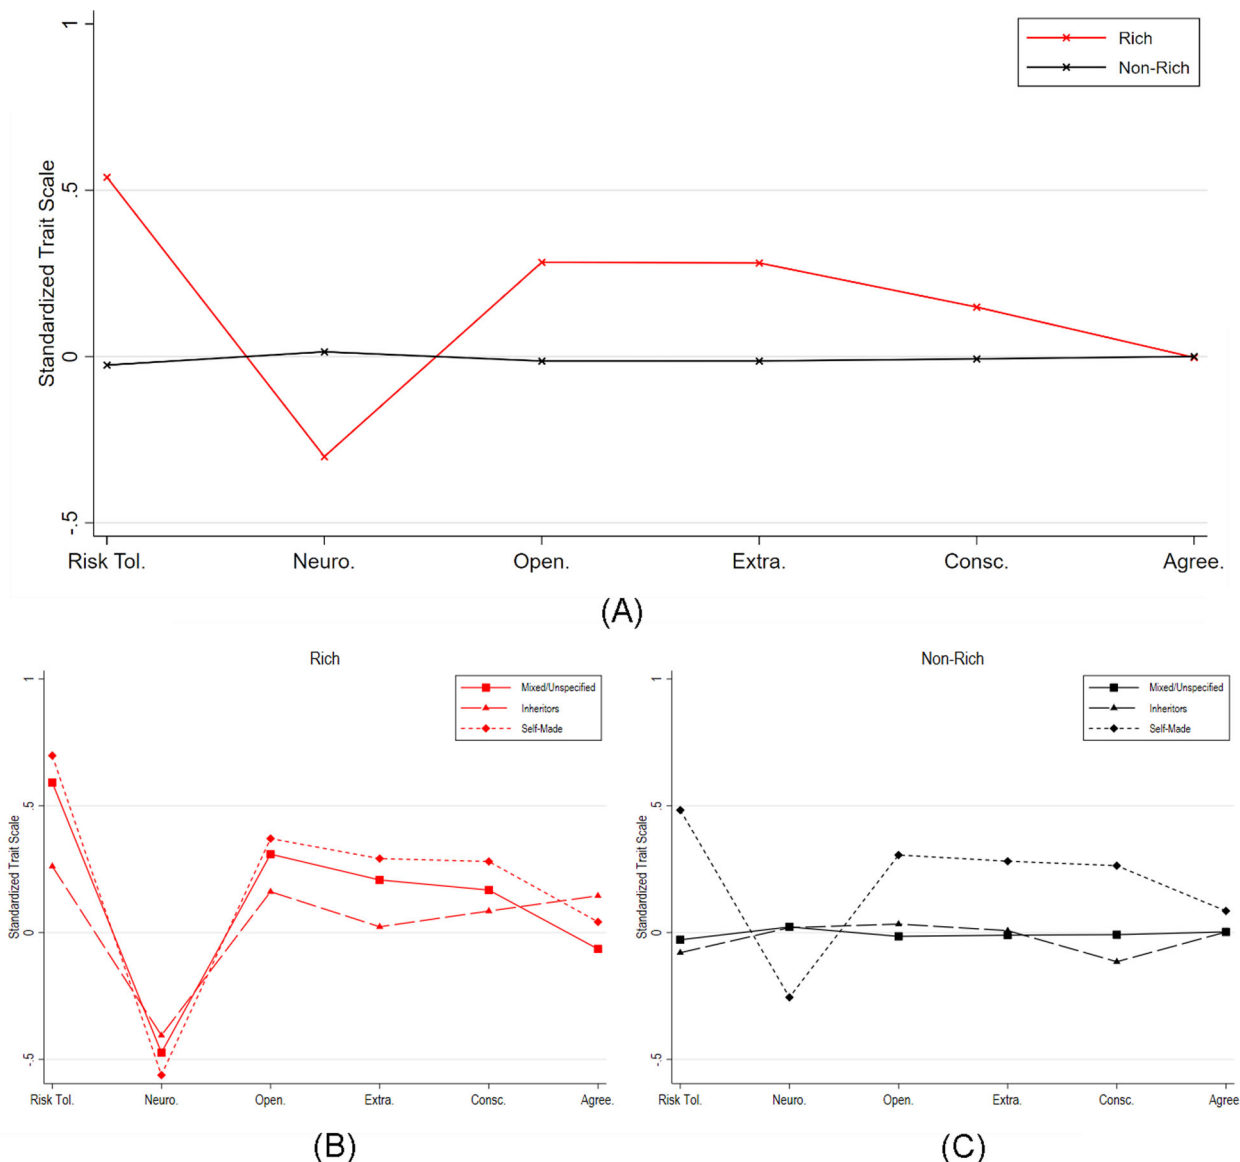 1
.5
0
-.5
Standardized Trait Scale
Rich
Non-Rich
Risk Tol.
Neuro.
Open.
Extra.
Consc.
Agree.
(A)
Rich
1
.5
0
-.5
Standardized Trait Scale
Mixed/Unspecified
Inheritors
Self-Made
Risk Tol.
Neuro.
Open.
Extra.
Consc.
Agree.
(B)
Non-Rich
1
.5
0
-.5
Standardized Trait Scale
Mixed/Unspecified
Inheritors
Self-Made
Risk Tol.
Neuro.
Open.
Extra.
Consc.
Agree
(C)